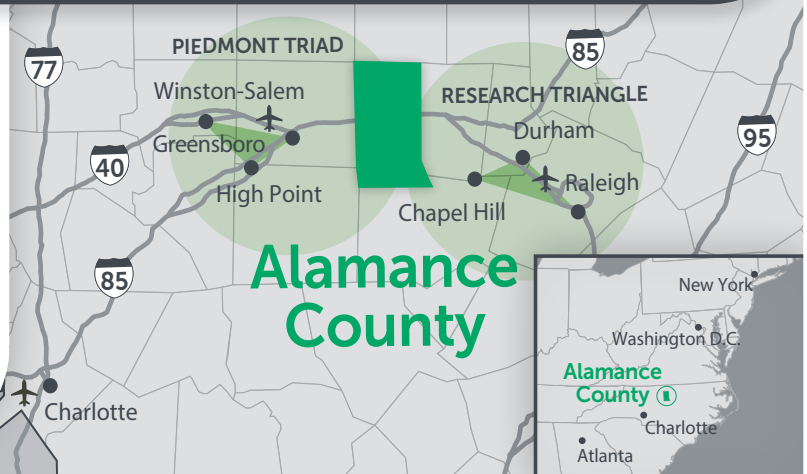 PIEDMONT TRIAD
85
77
Winston-Salem
RESEARCH TRIANGLE
Durham
95
Greensboro
40
High Point
Raleigh
Chapel Hill
Alamance
County
85
New York
Washington D.C.
Alamance
County
Charlotte
Charlotte
Atlanta